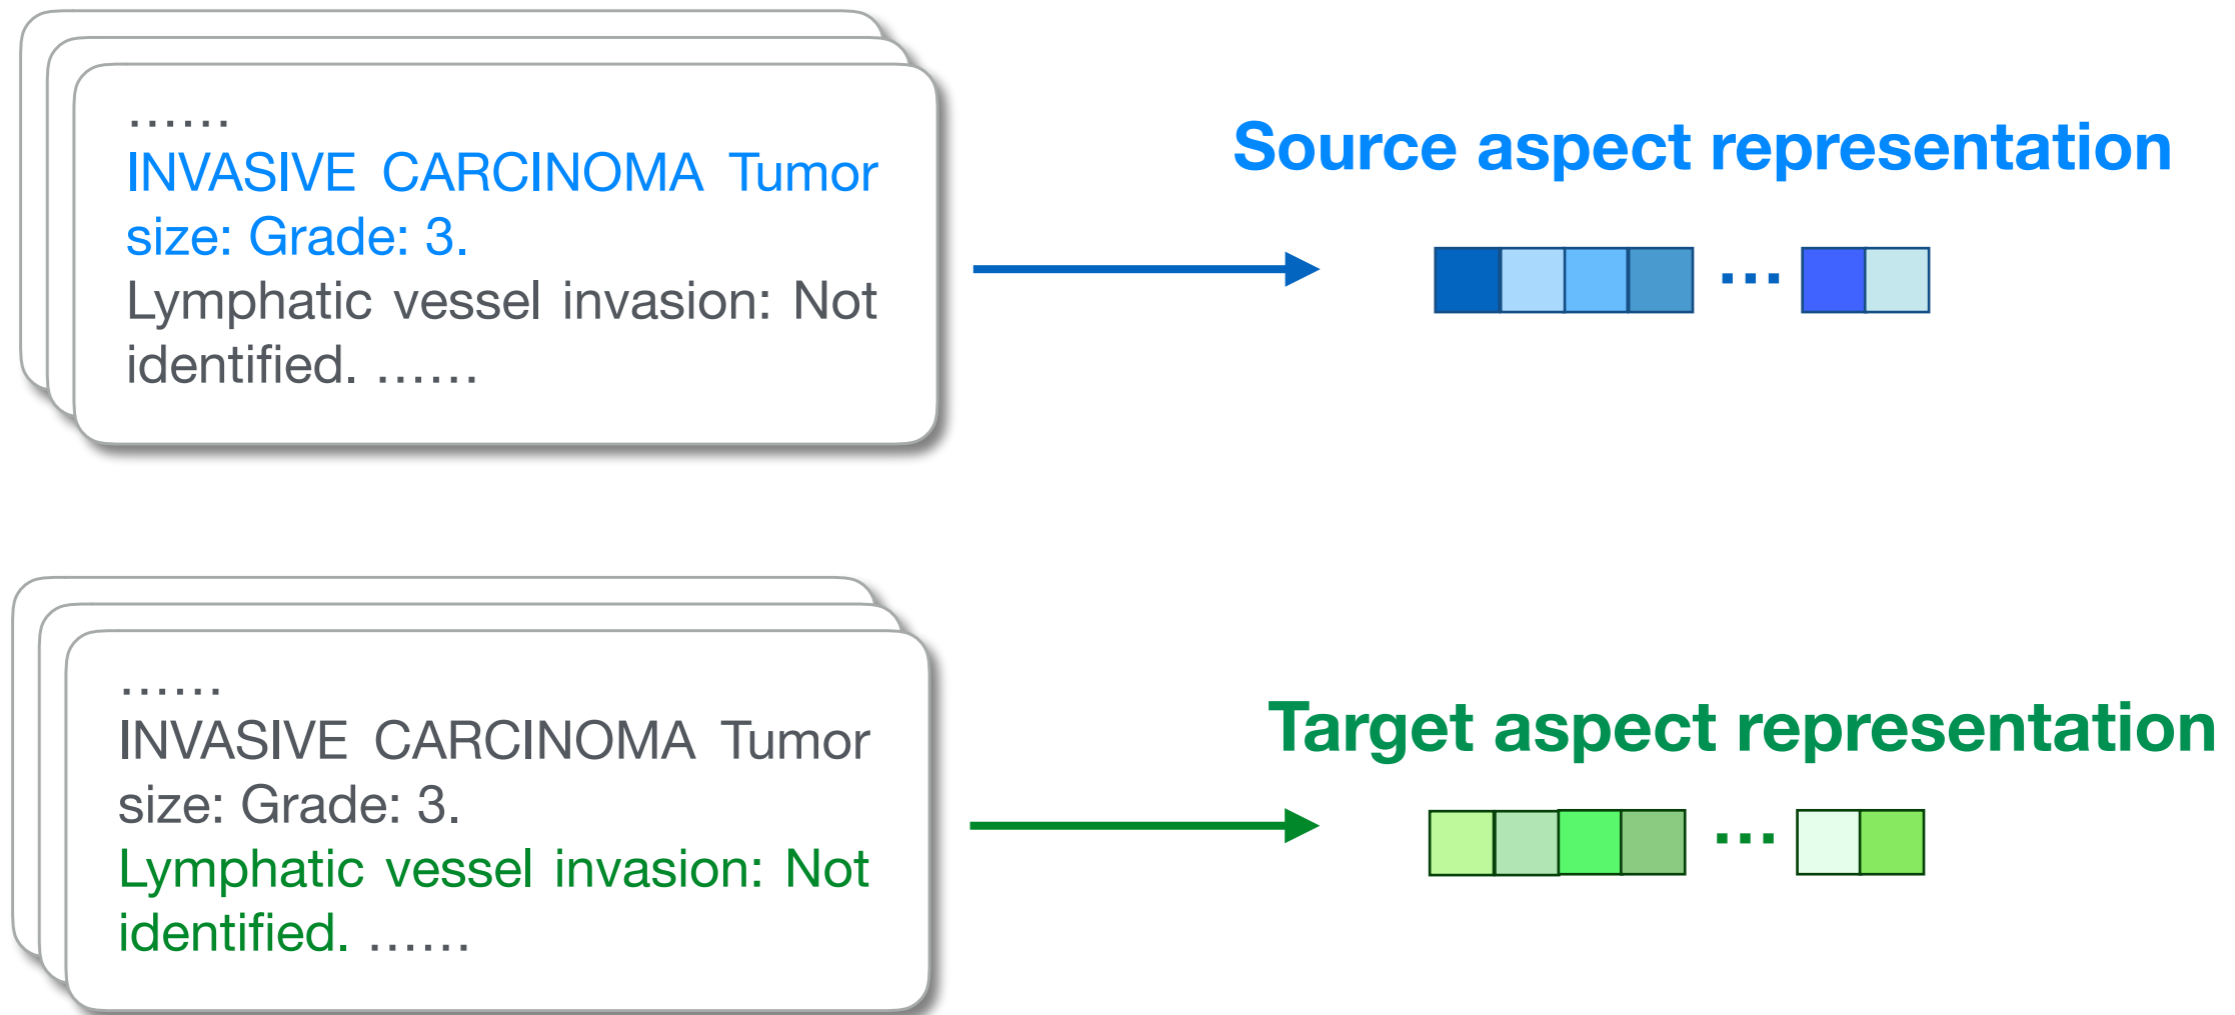 ......
INVASIVE CARCINOMA Tumor
size: Grade: 3.
Lymphatic vessel invasion: Not
identified. ......
Source aspect representation
...
......
INVASIVE CARCINOMA Tumor
size: Grade: 3.
Lymphatic vessel invasion: Not
identified. ......
Target aspect representation
...